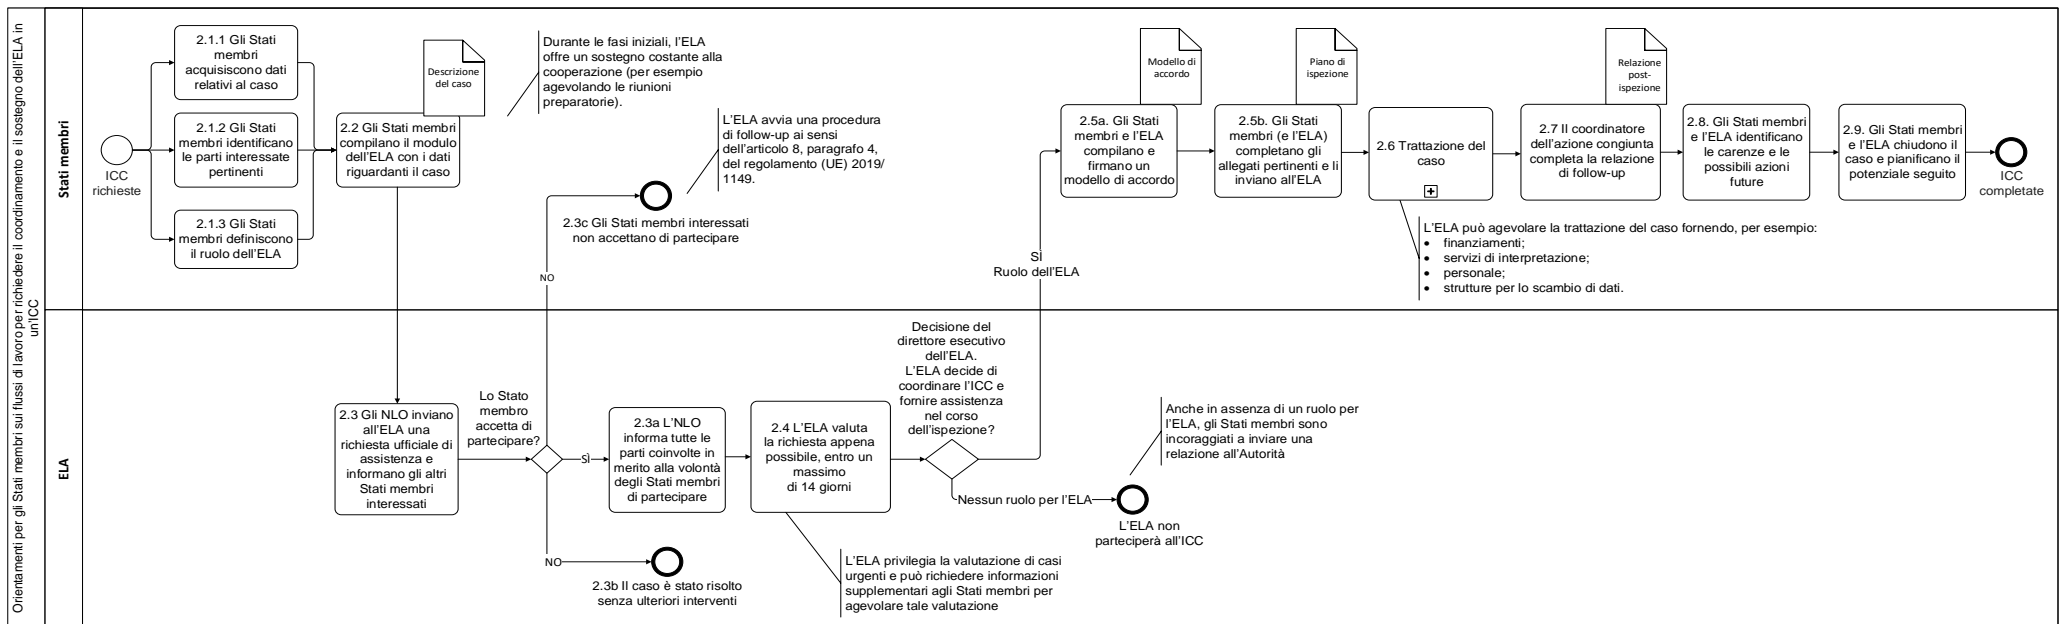 Orientamenti per gli Stati membri sui flussi di lavoro per richiedere il coordinamento e il sostegno dell'ELA in
un'ICC
Stati membri
ICC
richieste
2.1.1 Gli Stati
membri
acquisiscono dati
relativi al caso
2.1.2 Gli Stati
membri identificano
le parti interessate
pertinenti
2.1.3 Gli Stati
membri definiscono
il ruolo dell'ELA
2.2 Gli Stati membri
compilano il modulo
dell'ELA con i dati
riguardanti il caso
Descrizione
del caso
Durante le fasi iniziali, l'ELA
offre un sostegno costante alla
cooperazione (per esempio
agevolando le riunioni
preparatorie).
L'ELA avvia una procedura
di follow-up ai sensi
dell'articolo 8, paragrafo 4,
del regolamento (UE) 2019/
1149.
2.3c Gli Stati membri interessati
non accettano di partecipare
NO
SÌ
Ruolo dell'ELA
Modello di
accordo
2.5a. Gli Stati
membri e l'ELA
compilano e
firmano un
modello di accordo
Piano di
ispezione
2.5b. Gli Stati
membri (e l'ELA)
completano gli
allegati pertinenti e li
inviano all'ELA
2.6 Trattazione del
caso
L'ELA può agevolare la trattazione del caso fornendo, per esempio:
• finanziamenti;
• servizi di interpretazione;
• personale;
• strutture per lo scambio di dati.
Relazione
post-
ispezione
2.7 Il coordinatore
dell'azione congiunta
completa la relazione
di follow-up
2.8. Gli Stati membri
e l'ELA identificano
le carenze e le
possibili azioni
future
2.9. Gli Stati membri
e l'ELA chiudono il
caso e pianificano il
potenziale seguito
ICC
completate
ELA
2.3 Gli NLO inviano
all'ELA una
richiesta ufficiale di
assistenza e
informano gli altri
Stati membri
interessati
Lo Stato
membro
accetta di
partecipare?
SÌ
NO
2.3b Il caso è stato risolto
senza ulteriori interventi
2.3a L'NLO
informa tutte le
parti coinvolte in
merito alla volontà
degli Stati membri
di partecipare
2.4 L'ELA valuta
la richiesta appena
possibile, entro un
massimo
di 14 giorni
L'ELA privilegia la valutazione di casi
urgenti e può richiedere informazioni
supplementari agli Stati membri per
agevolare tale valutazione
Decisione del
direttore esecutivo
dell'ELA.
L'ELA decide di
coordinare l'ICC e
fornire assistenza
nel corso
dell'ispezione?
Nessun ruolo per l'ELA
L'ELA non
parteciperà all'ICC
Anche in assenza di un ruolo per
l'ELA, gli Stati membri sono
incoraggiati a inviare una
relazione all'Autorità